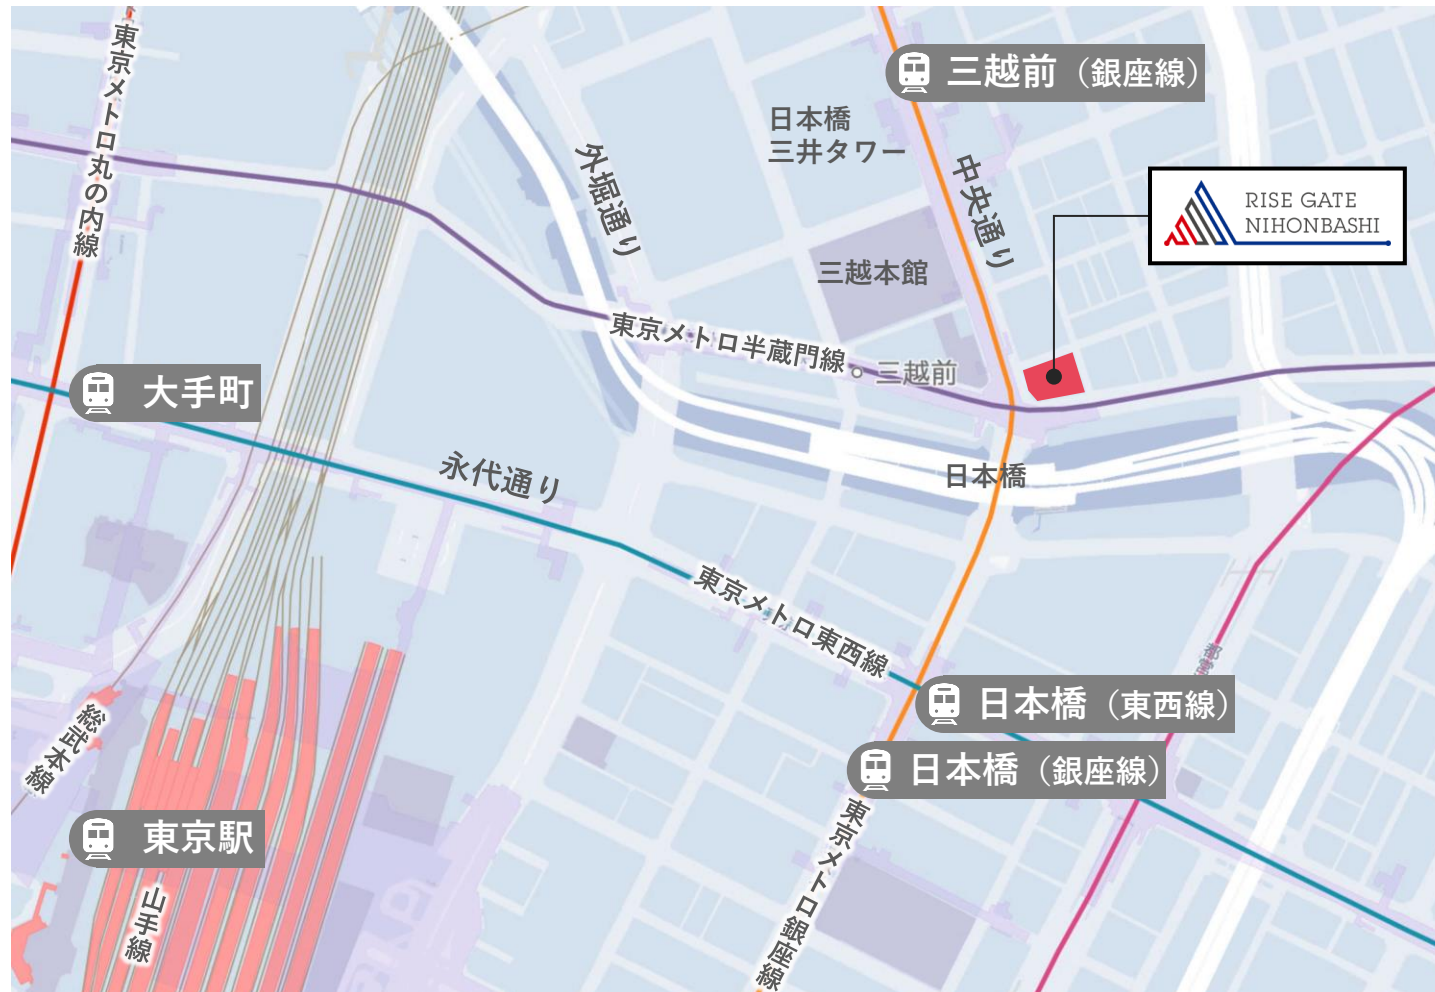 東京メトロ丸の内線
三越前（銀座線）
日本橋
三井タワー
外堀通り
中央通り
RISE GATE
NIHONBASHI
三越本館
東京メトロ半蔵門線
三越前
大手町
永代通り
日本橋
東京メトロ東西線
日本橋（東西線）
総武本線
日本橋（銀座線）
東京駅
東京メトロ銀座線
山手線